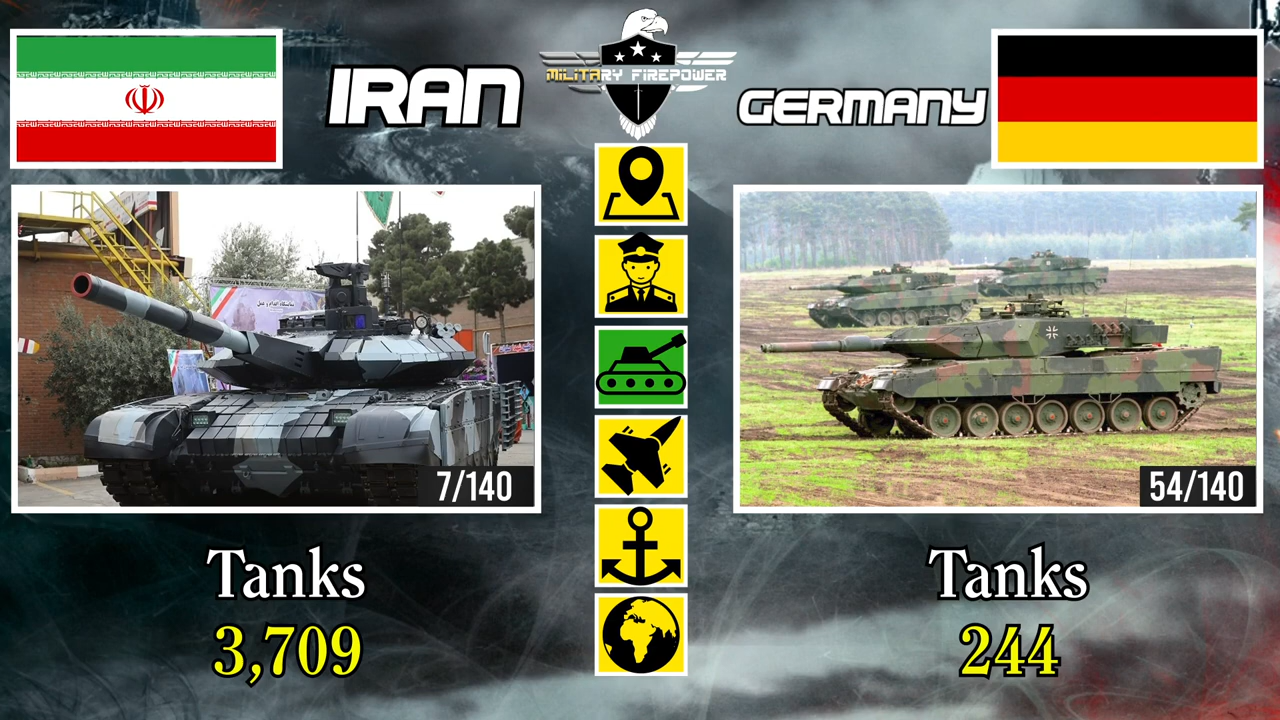 IRAN
MILITARY FIREPOWER
GERMANY
7/140
54/140
Tanks
3,709
Tanks
244